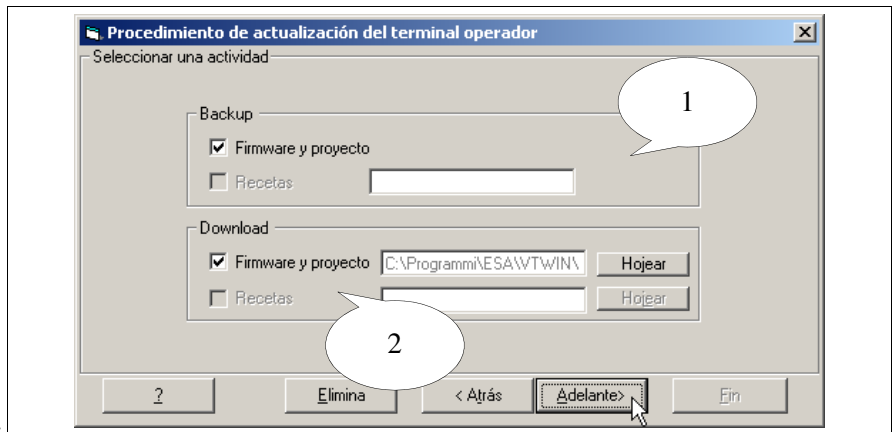 Procedimiento de actualización del terminal operador
Seleccionar una actividad
1
Backup
Firmware y proyecto
Recetas
Download
Firmware y proyecto C:\Programmi\ESA\VTWIN\ Hojear
Recetas Hojear
2
? Elimina < Atrás Adelante> Fin